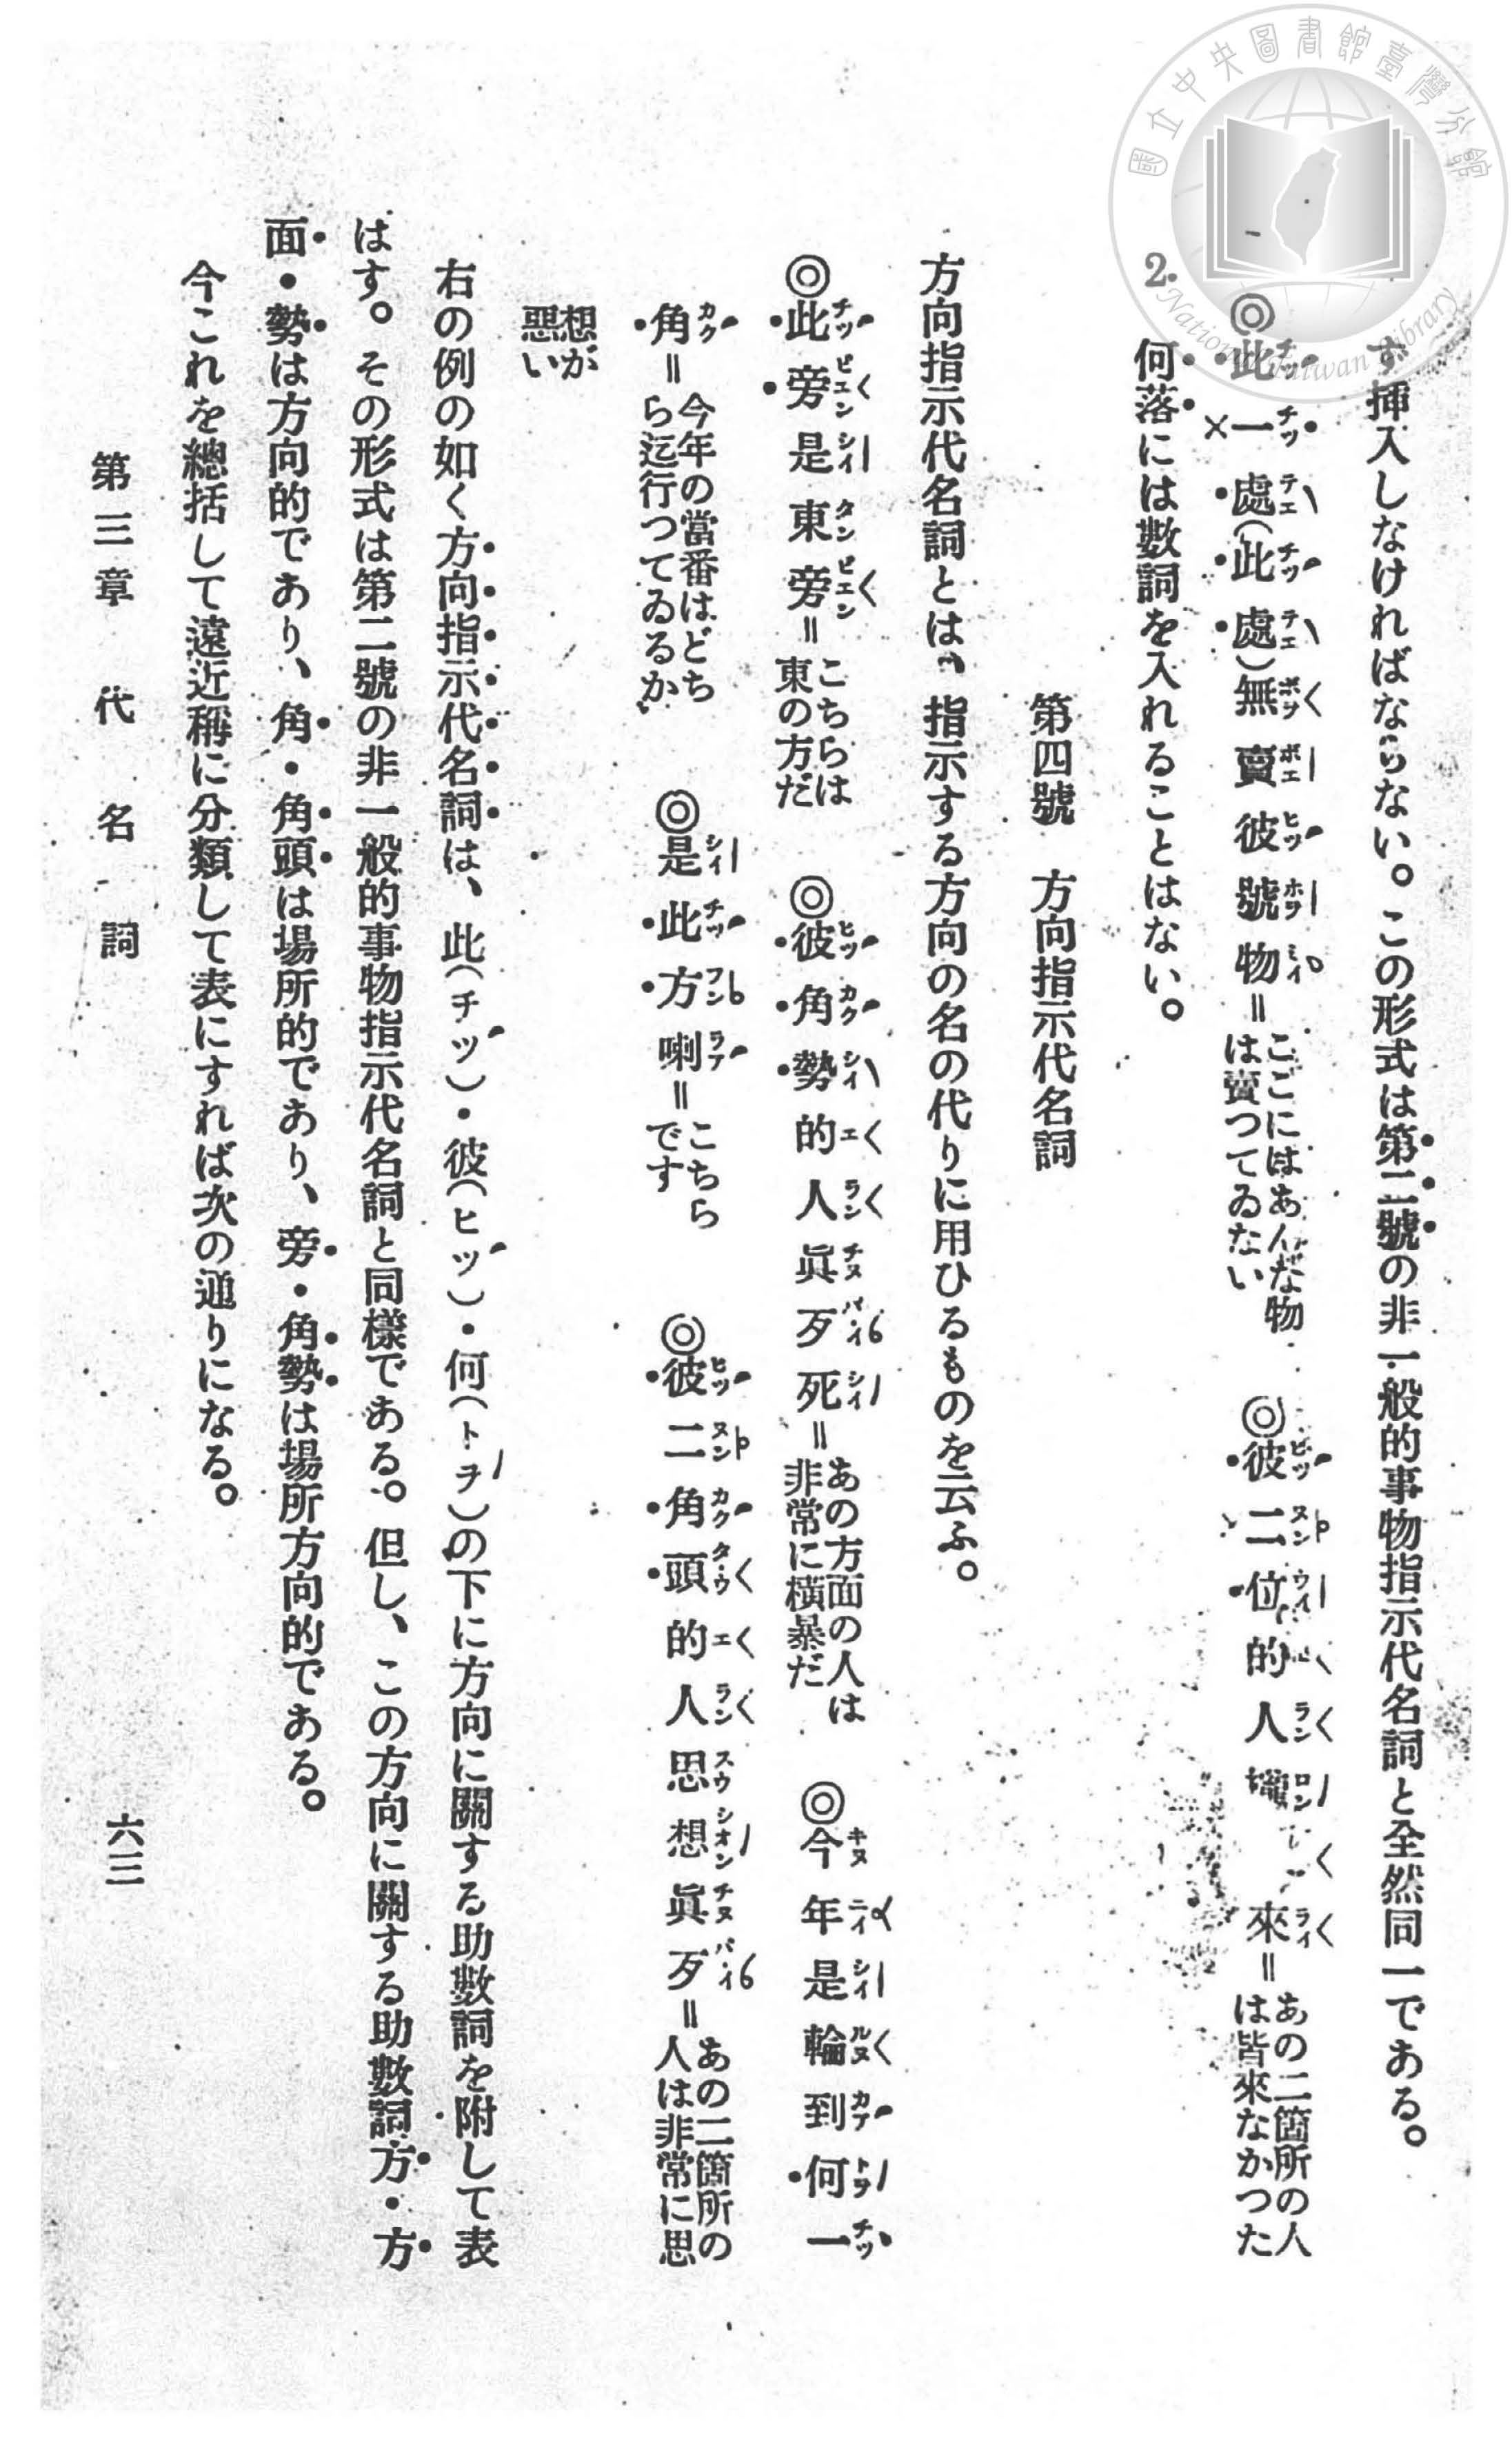 ず挿入しなければならない。この形式は第二號の非一般的事物指示代名詞と全然同一である。
◎此一處(此處)無賣彼號物=ここにはあんな物は賣つてゐない ◎彼二位的人攏 來=あの二箇所の人は皆來なかつた
2. 何落には數詞を入れることはない。
第四號 方向指示代名詞
方向指示代名詞とは、指示する方向の名の代りに用ひるものを云ふ。
◎此旁是東旁=こちらは東の方だ ◎彼角勢的人眞歹死=あの方面の人は非常に橫暴だ ◎今年是輪到何一
角=今年の當番はどちら迄行つてゐるか ◎是此方喇=こちらです ◎彼二角頭的人思想眞歹=あの二箇所の人は非常に思
想が悪い
右の例の如く方向指示代名詞は、此(チッ)・彼(ヒッ)・何(トヲ)の下に方向に關する助數詞を附して表
はす。その形式は第二號の非一般的事物指示代名詞と同樣である。但し、この方向に關する助數詞方・方
面・勢は方向的であり、角・角頭は場所的であり、旁・角勢は場所方向的である。
今これを總括して遠近稱に分類して表にすれば次の通りになる。
第三章 代名詞 六三
國立中央圖書館臺灣分館
National Taiwan Library